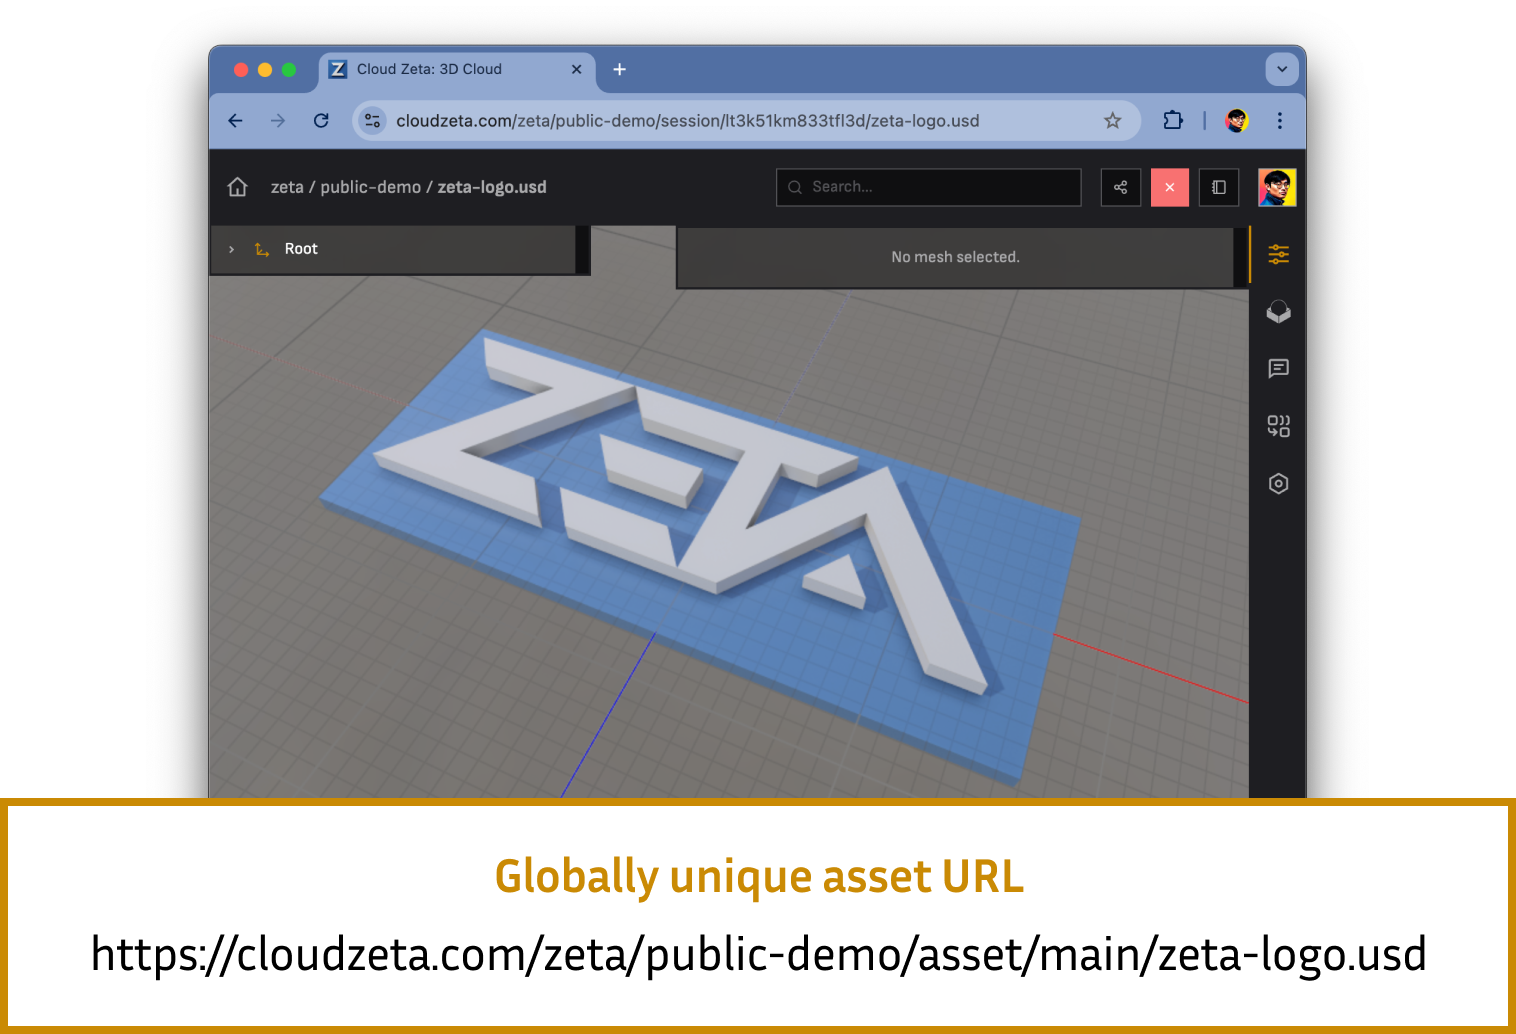 Z Cloud Zeta: 3D Cloud
cloudzeta.com/zeta/public-demo/session/lt3k51km833tfl3d/zeta-logo.usd
zeta / public-demo / zeta-logo.usd
Search...
Root
No mesh selected.
ZETA
Globally unique asset URL
https://cloudzeta.com/zeta/public-demo/asset/main/zeta-logo.usd